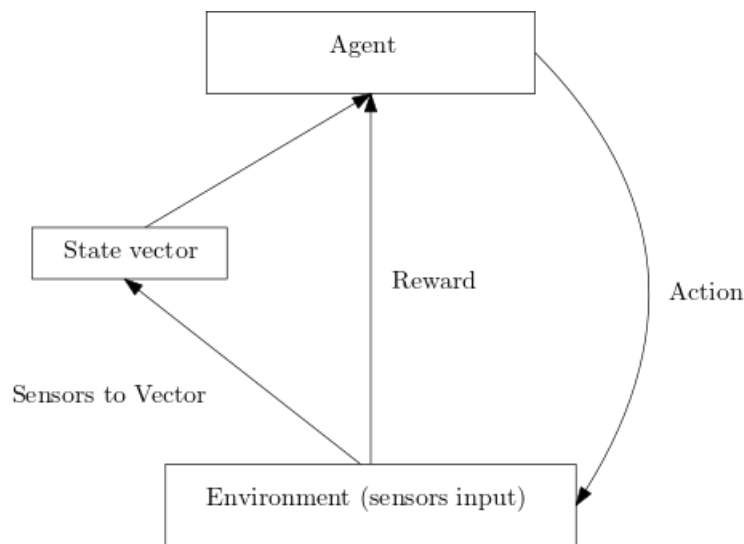 Agent
State vector
Reward
Action
Sensors to Vector
Environment (sensors input)